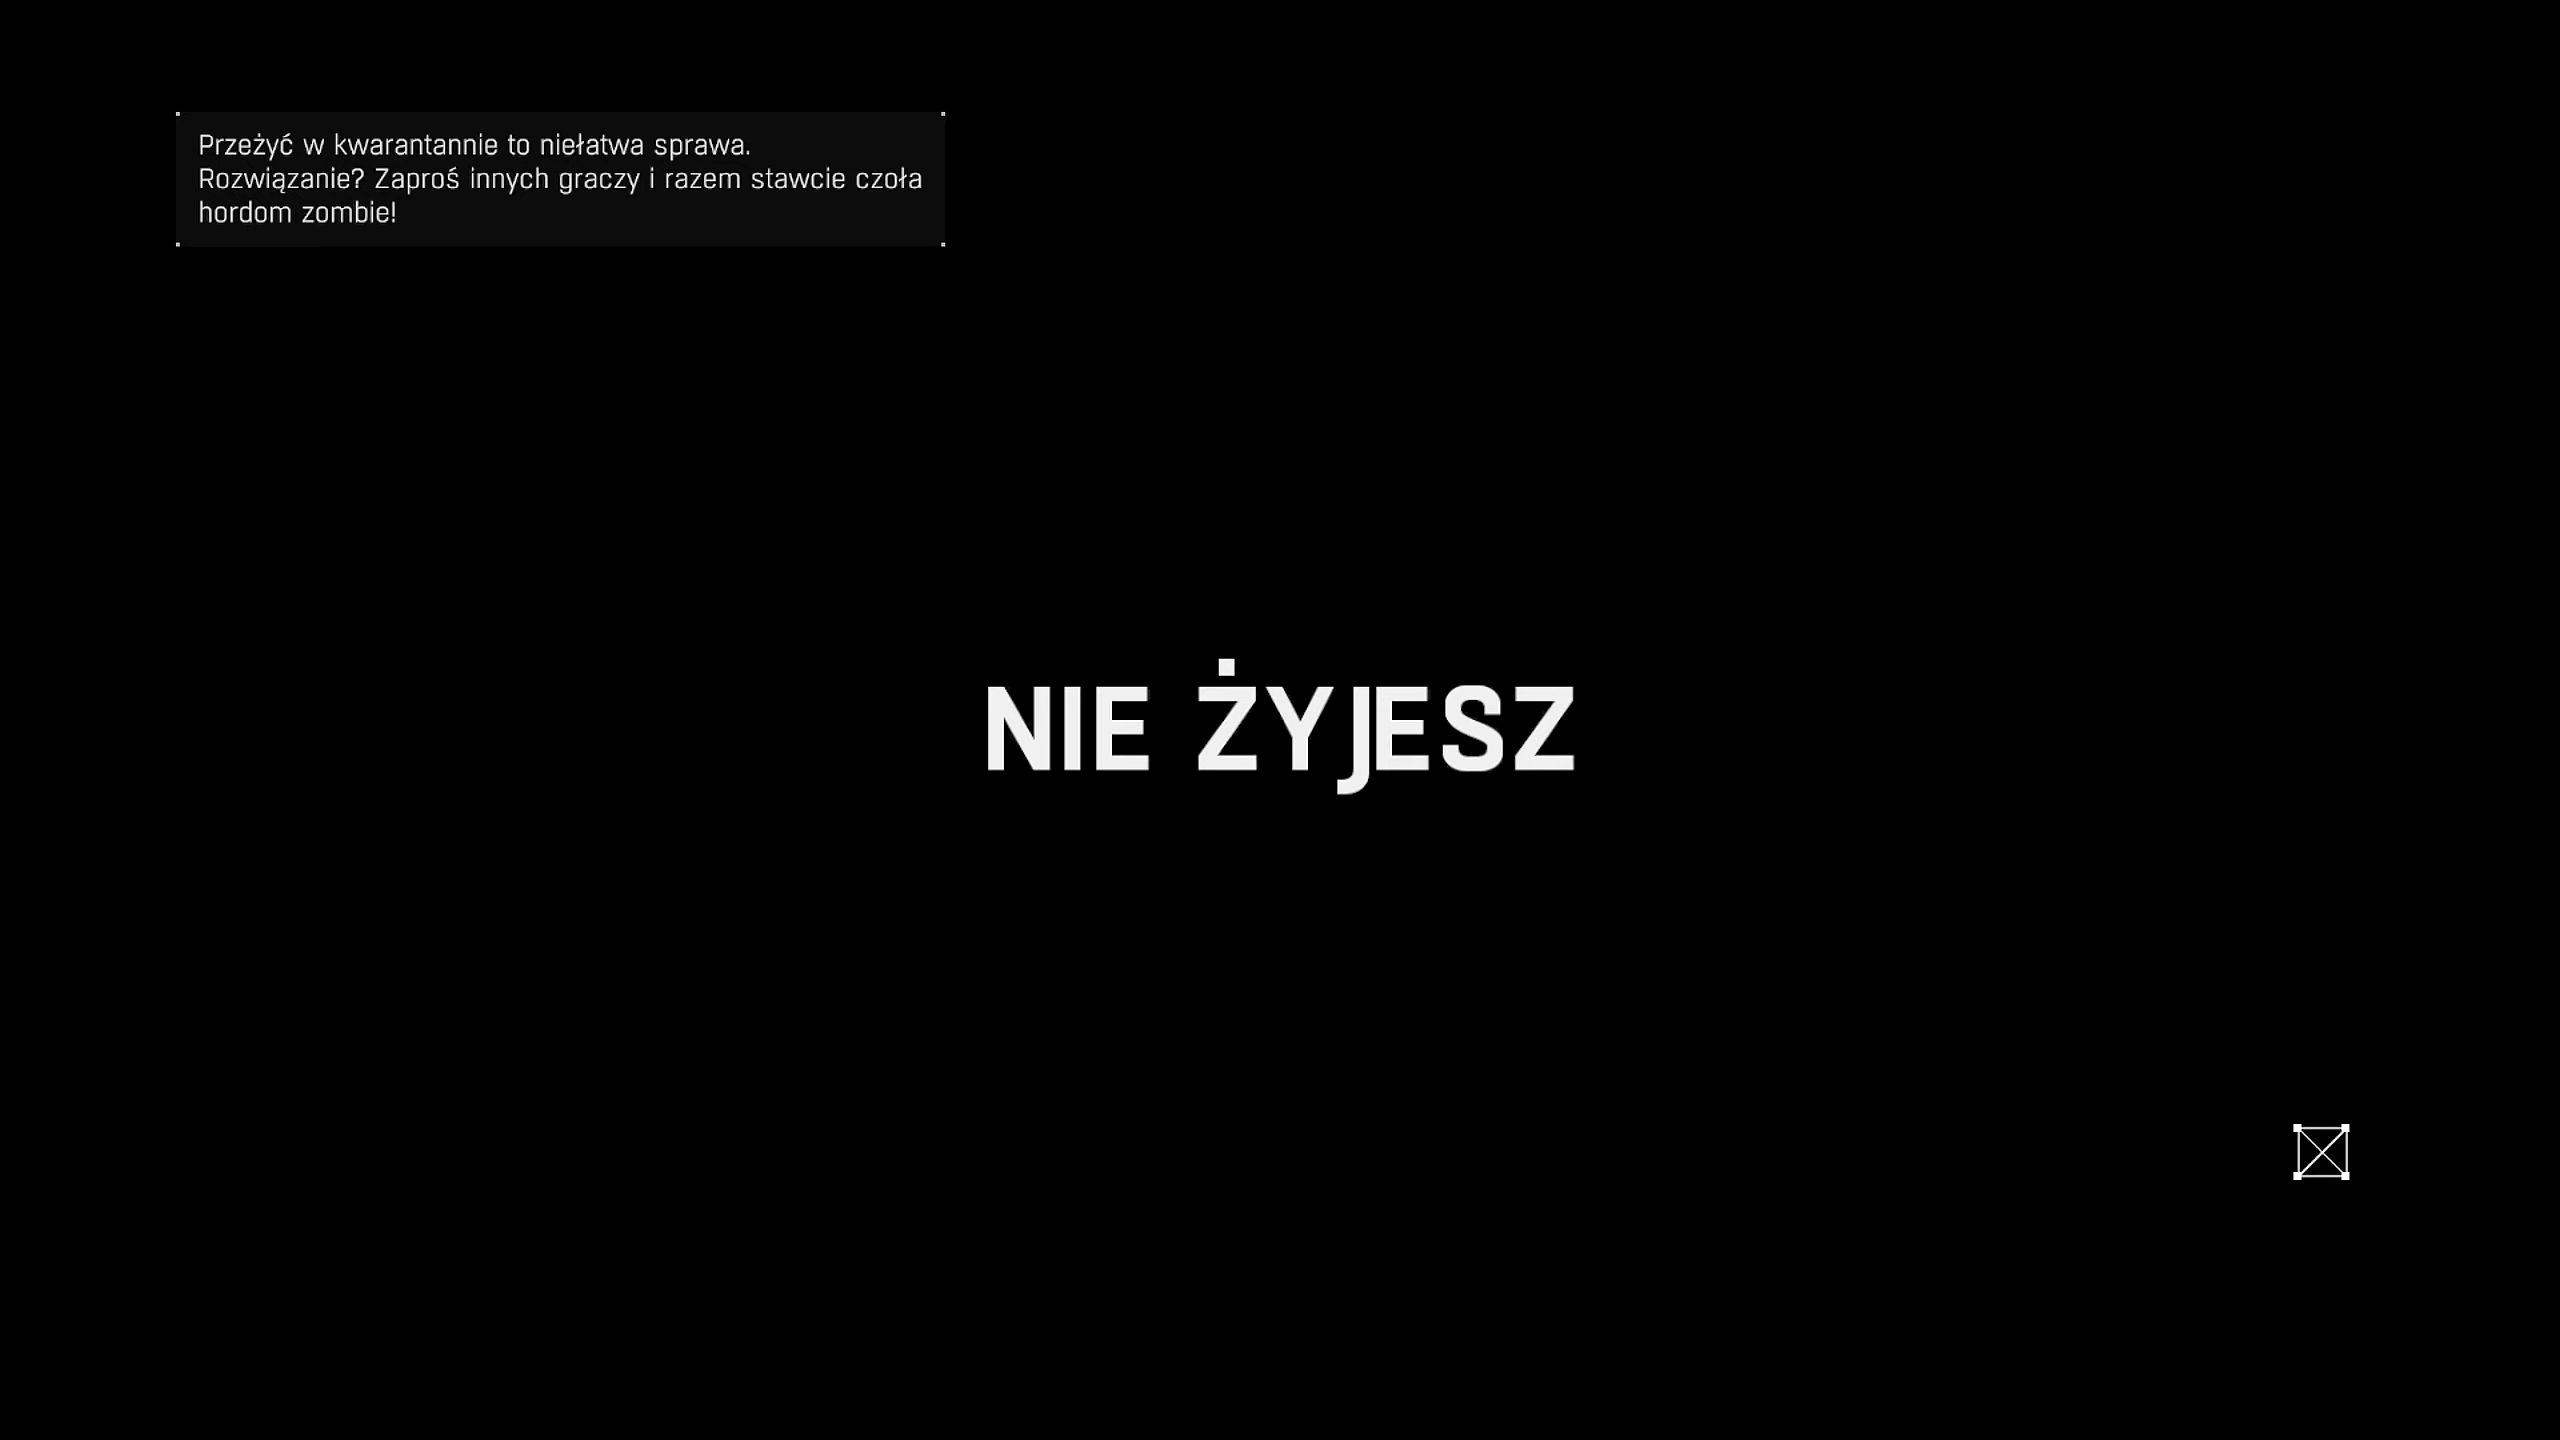 Przeżyć w kwarantannie to niełatwa sprawa.
Rozwiązanie? Zaproś innych graczy i razem stawcie czoła
hordom zombie!
NIE ŻYJESZ